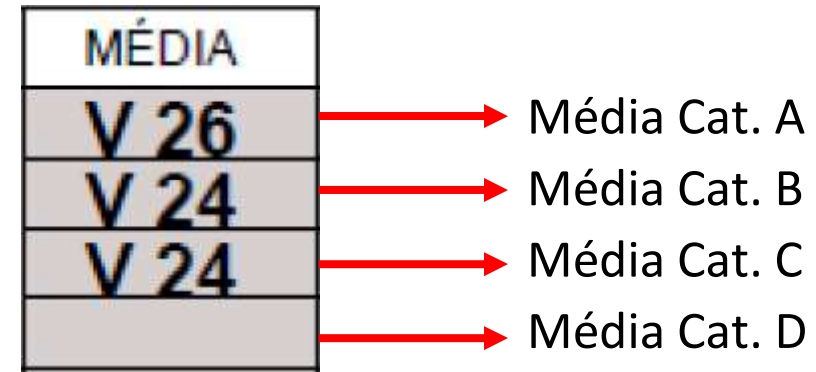 MÉDIA
V 26 Média Cat. A
V 24 Média Cat. B
V 24 Média Cat. C
Média Cat. D